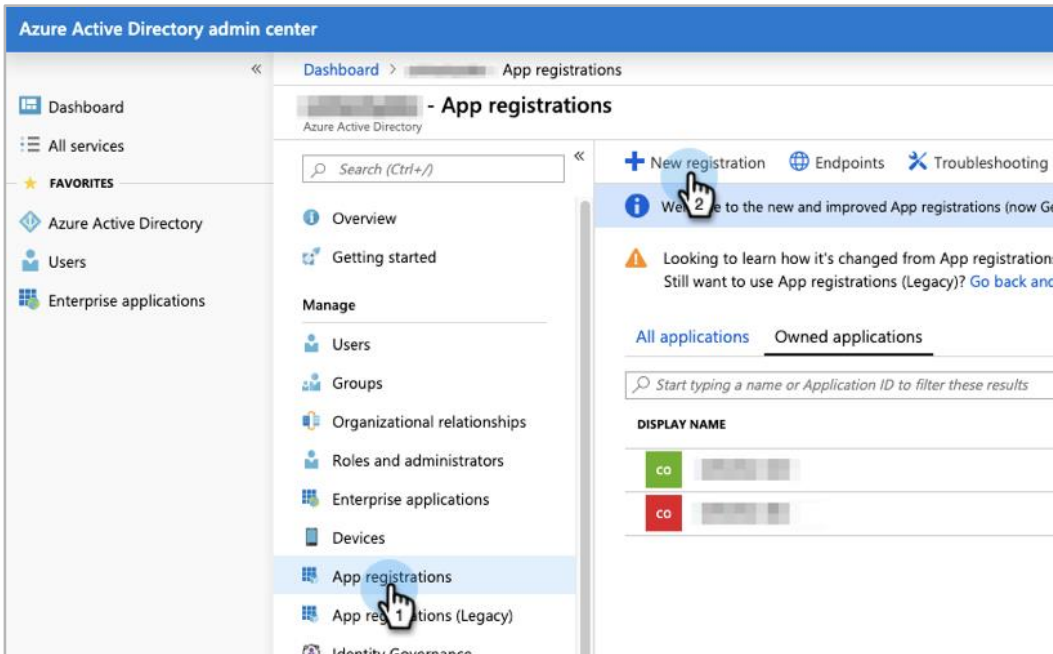 Azure Active Directory admin center
«
Dashboard > App registrations
Dashboard
All services
FAVORITES
Azure Active Directory
Users
Enterprise applications
- App registrations
Azure Active Directory
Search (Ctrl+/)
«
Overview
Getting started
Manage
Users
Groups
Organizational relationships
Roles and administrators
Enterprise applications
Devices
App registrations
1
App registrations (Legacy)
Identity Governance
New registration Endpoints Troubleshooting
2
Welcome to the new and improved App registrations (now Ge
Looking to learn how it's changed from App registrations
Still want to use App registrations (Legacy)? Go back and
All applications Owned applications
Start typing a name or Application ID to filter these results
DISPLAY NAME
CO
CO